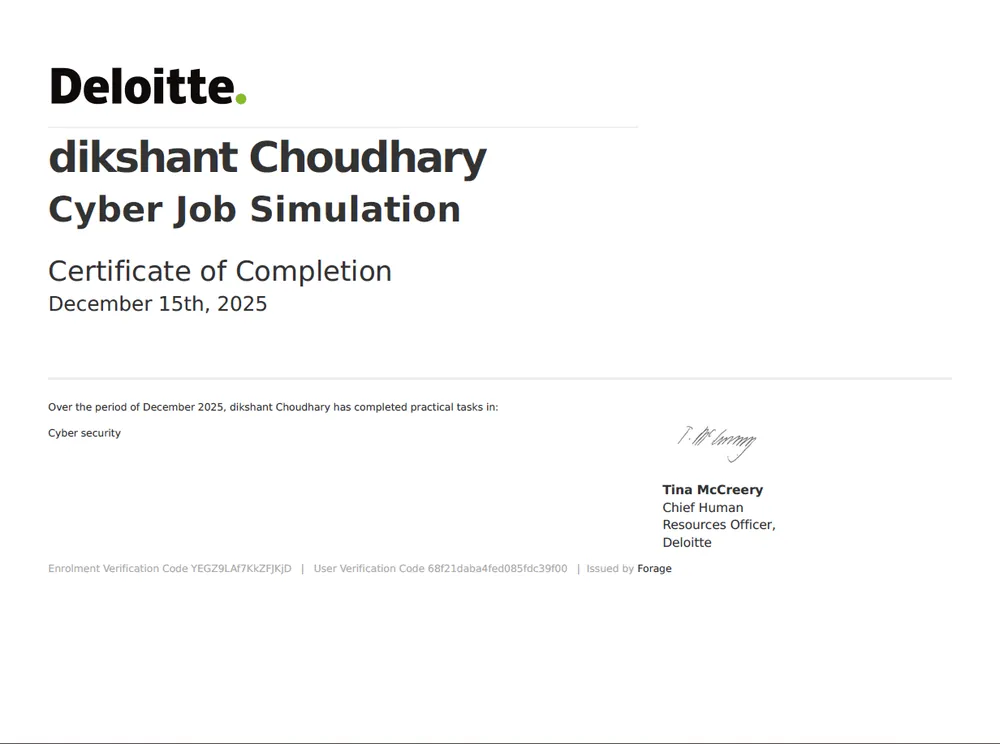 Deloitte.
dikshant Choudhary
Cyber Job Simulation
Certificate of Completion
December 15th, 2025
Over the period of December 2025, dikshant Choudhary has completed practical tasks in:
Cyber security
T. McCreery
Tina McCreery
Chief Human
Resources Officer,
Deloitte
Enrolment Verification Code YEGZ9LAf7KkZFJKjD | User Verification Code 68f21daba4fed085fdc39f00 | Issued by Forage